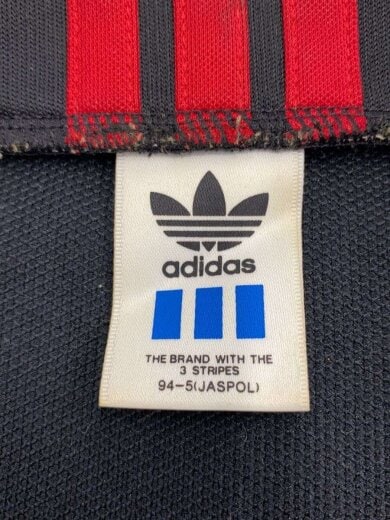 adidas
THE BRAND WITH THE
3 STRIPES
94-5(JASPOL)